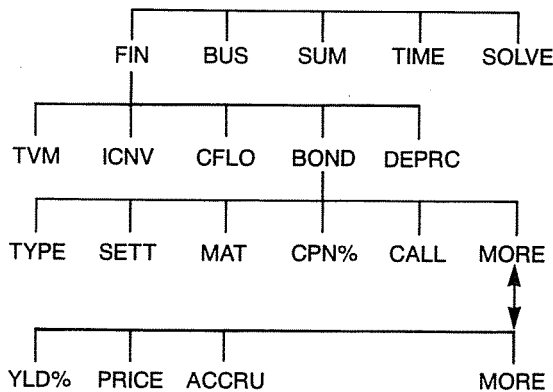 FIN BUS SUM TIME SOLVE
TVM ICNV CFLO BOND DEPRC
TYPE SETT MAT CPN% CALL MORE
YLD% PRICE ACCRU MORE